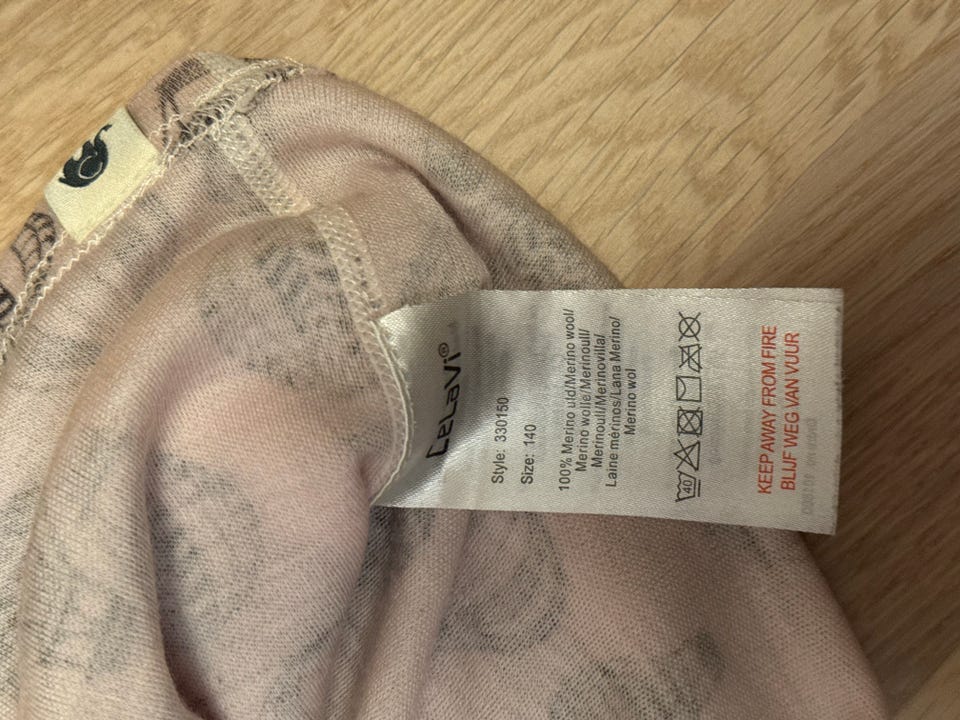 CeLaVi®
Style: 330150
Size: 140
100% Merino uld/Merino wool/
Merino wolle/Merinoull/
Merinoull/Merinovilla/
Laine mérinos/Lana Merino/
Merino wol
40
KEEP AWAY FROM FIRE
BLIJF WEG VAN VUUR